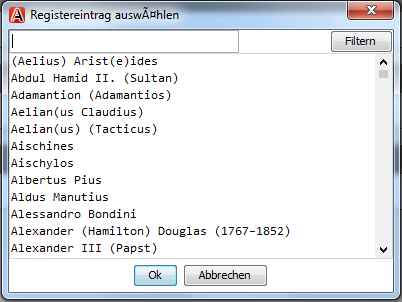 Registereintrag auswÃ¤hlen
Filtern
(Aelius) Arist(e)ides
Abdul Hamid II. (Sultan)
Adamantion (Adamantios)
Aelian(us Claudius)
Aelian(us) (Tacticus)
Aischines
Aischylos
Albertus Pius
Aldus Manutius
Alessandro Bondini
Alexander (Hamilton) Douglas (1767-1852)
Alexander III (Papst)
Ok
Abbrechen